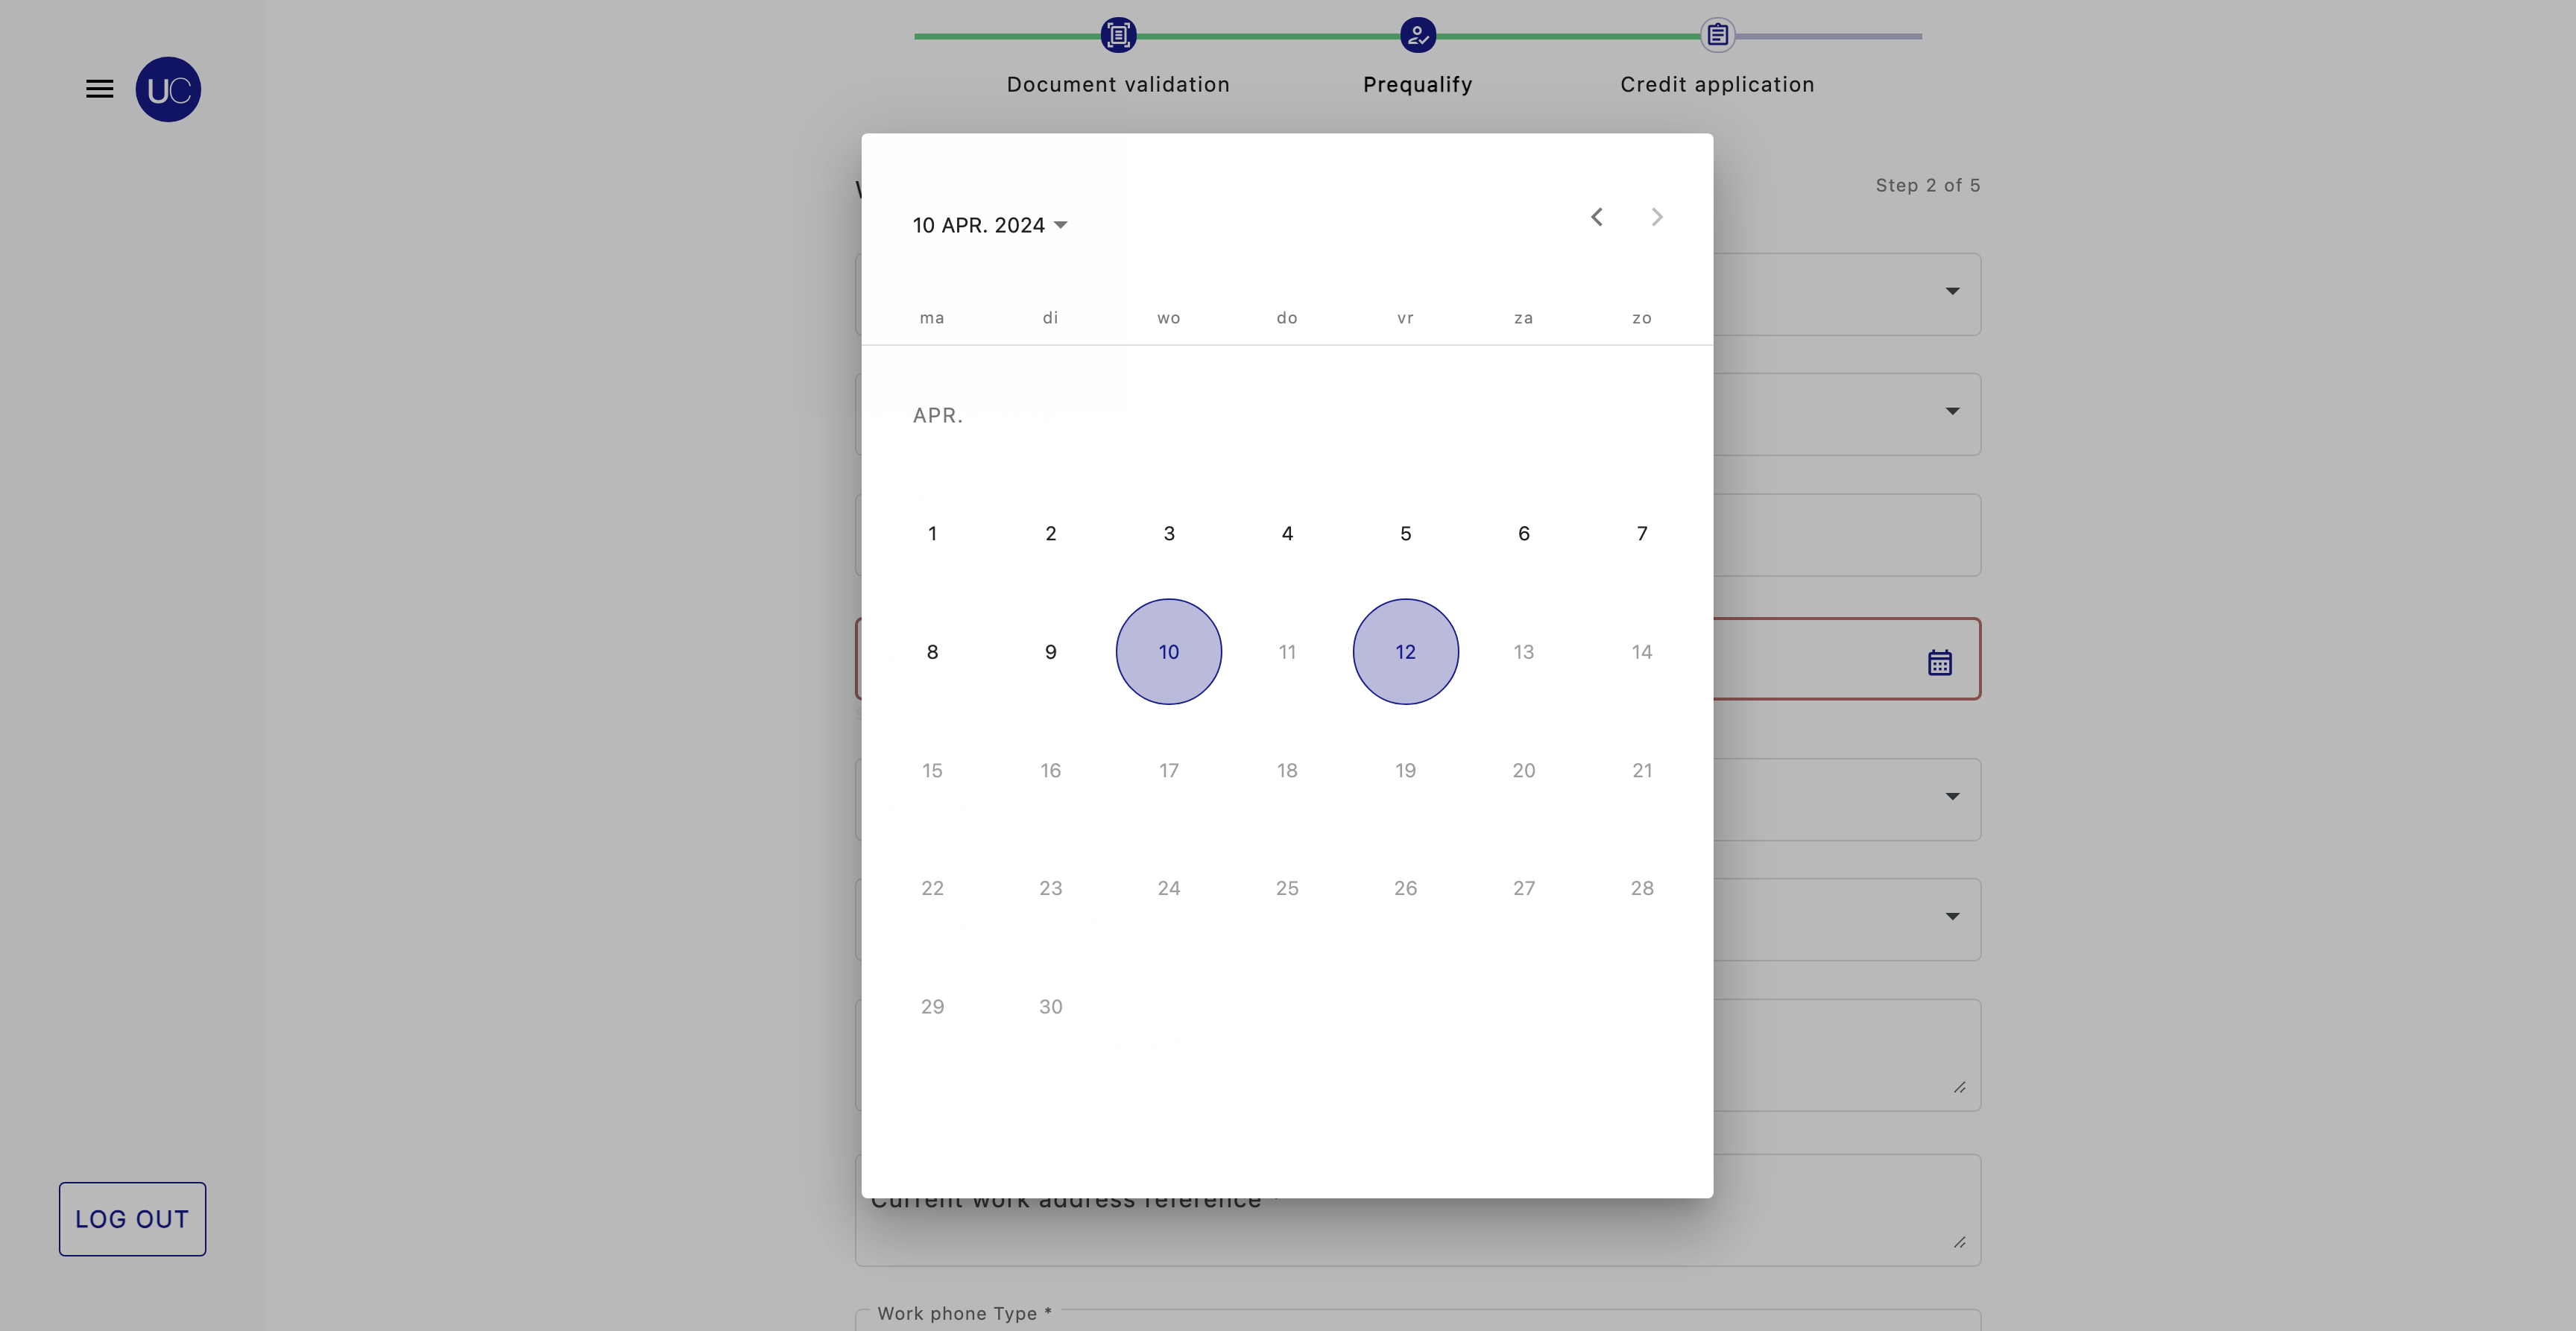 Document validation
Prequalify
Credit application
UC
Step 2 of 5
10 APR. 2024
ma di wo do vr za zo
APR.
1 2 3 4 5 6 7
8 9 10 11 12 13 14
15 16 17 18 19 20 21
22 23 24 25 26 27 28
29 30
Current work address reference
LOG OUT
Work phone Type *